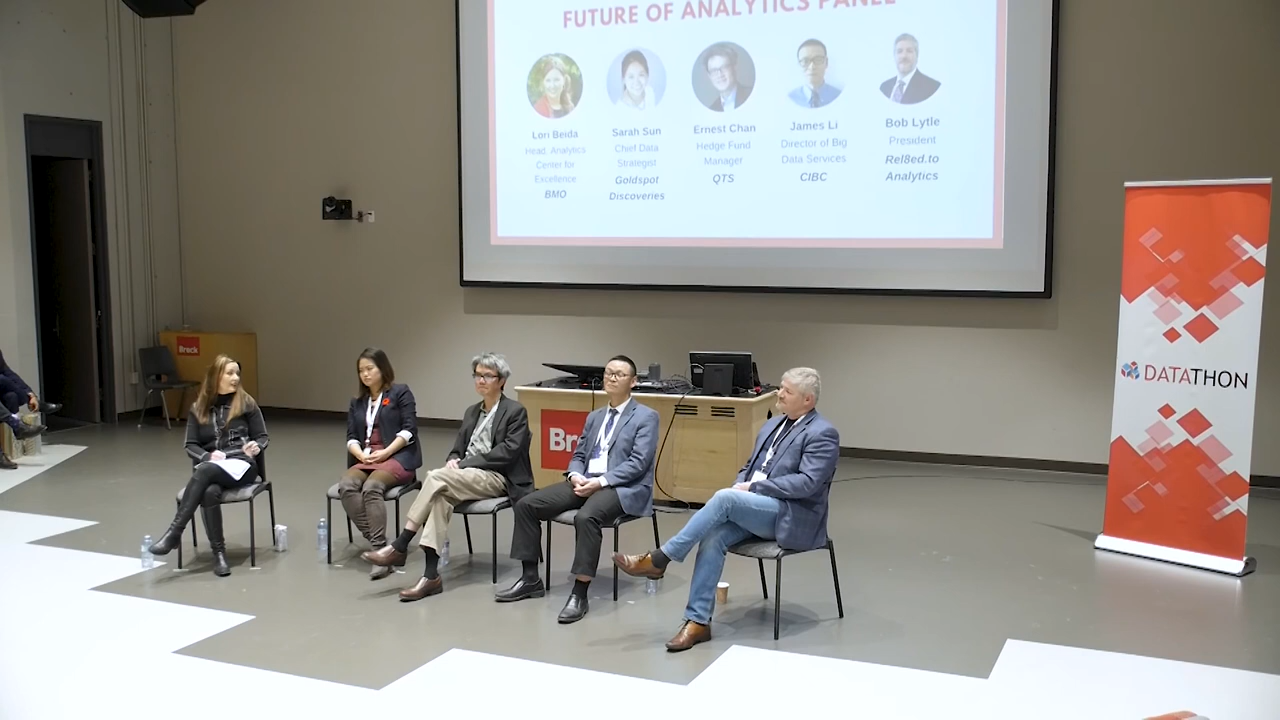 FUTURE OF ANALYTICS PANEL
Lori Beida
Head, Analytics
Center for
Excellence
BMO
Sarah Sun
Chief Data
Strategist
Goldspot
Discoveries
Ernest Chan
Hedge Fund
Manager
QTS
James Li
Director of Big
Data Services
CIBC
Bob Lytle
President
Rel8ed.to
Analytics
Brock
DATATHON